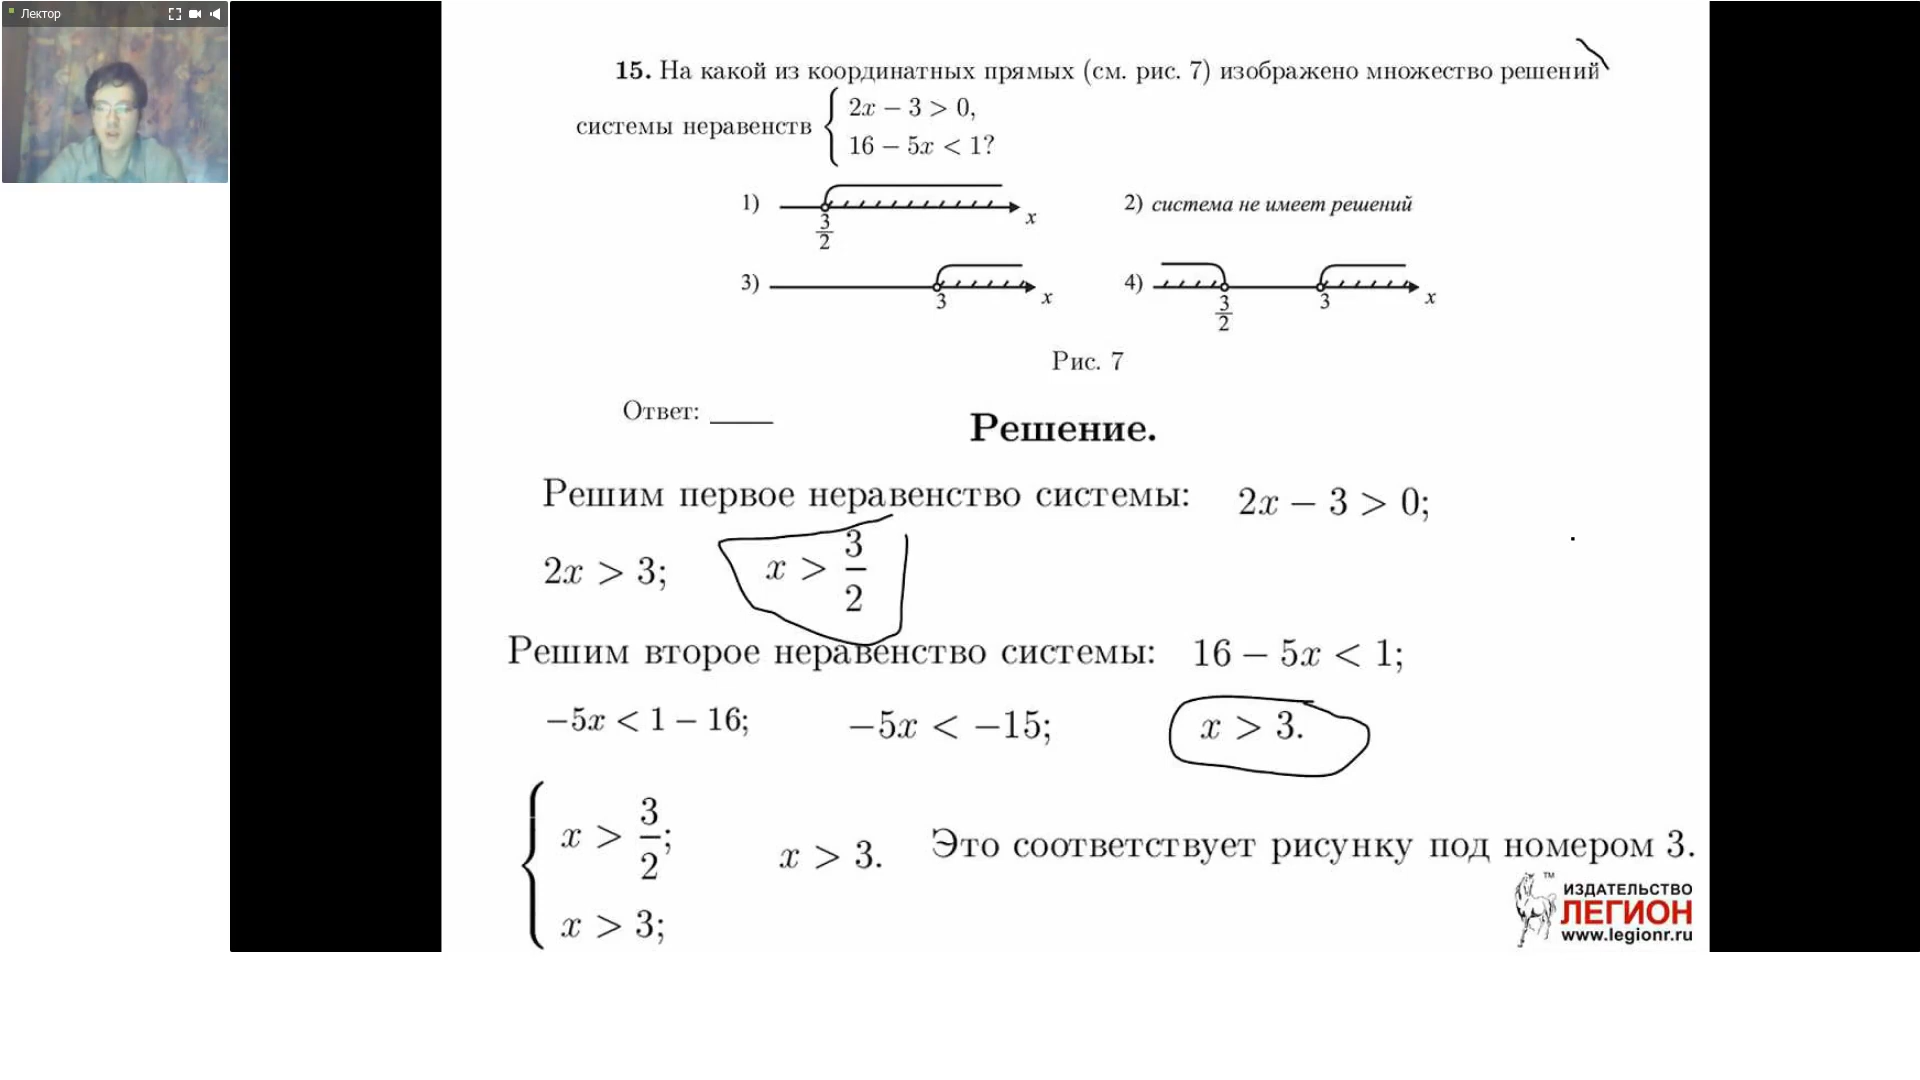 Лектор
15. На какой из координатных прямых (см. рис. 7) изображено множество решений
системы неравенств { 2x − 3 > 0,
16 − 5x < 1?
1) 3/2 x
2) система не имеет решений
3) 3 x
4) 3/2 3 x
Рис. 7
Ответ: ____
Решение.
Решим первое неравенство системы: 2x − 3 > 0;
2x > 3; x > 3/2
Решим второе неравенство системы: 16 − 5x < 1;
−5x < 1 − 16; −5x < −15; x > 3.
{ x > 3/2;
x > 3;
x > 3. Это соответствует рисунку под номером 3.
TM
ИЗДАТЕЛЬСТВО
ЛЕГИОН
www.legionr.ru